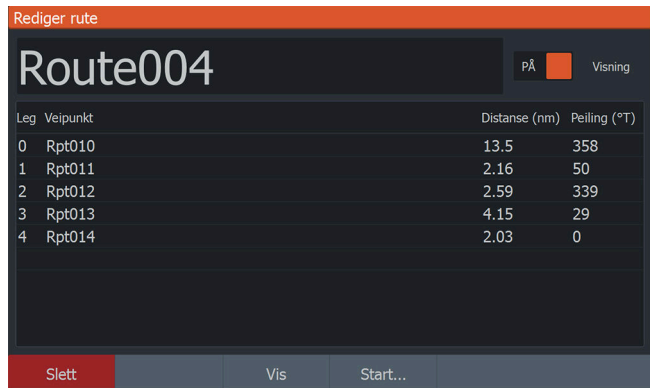 Rediger rute
Route004 PÅ Visning
Leg Veipunkt Distanse (nm) Peiling (°T)
0 Rpt010 13.5 358
1 Rpt011 2.16 50
2 Rpt012 2.59 339
3 Rpt013 4.15 29
4 Rpt014 2.03 0
Slett Vis Start...